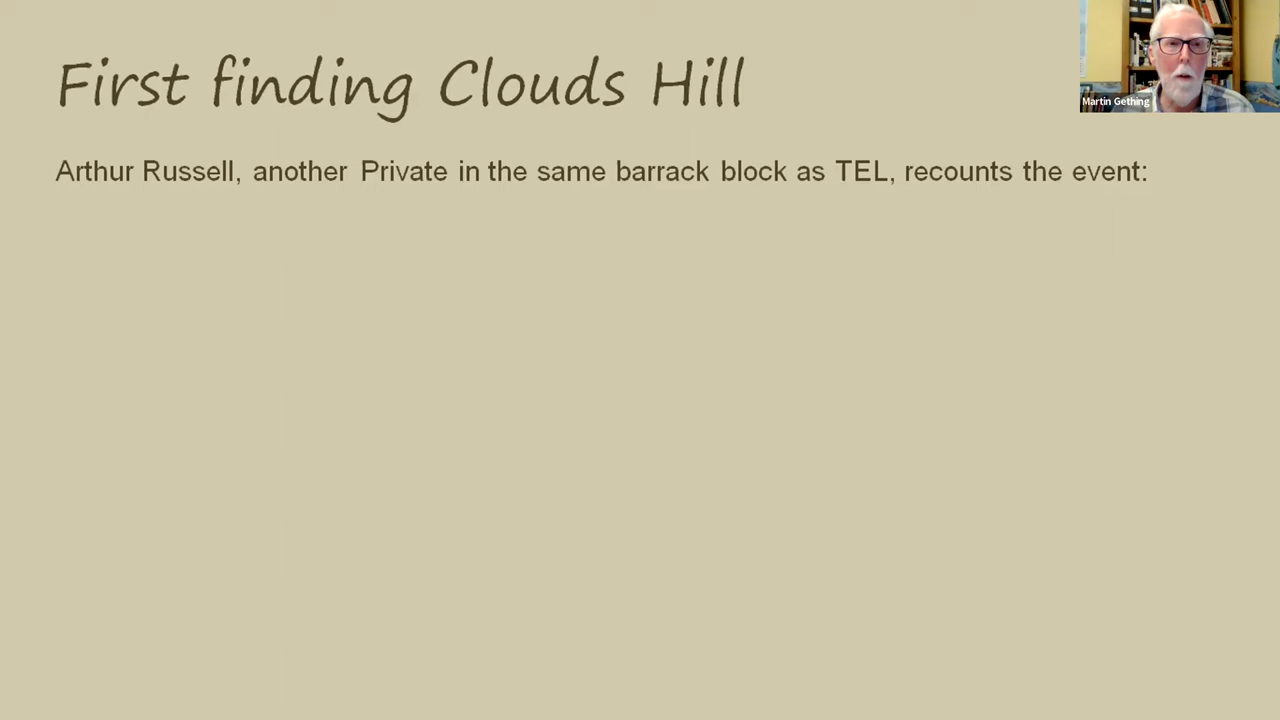 First finding Clouds Hill
Martin Gething
Arthur Russell, another Private in the same barrack block as TEL, recounts the event: